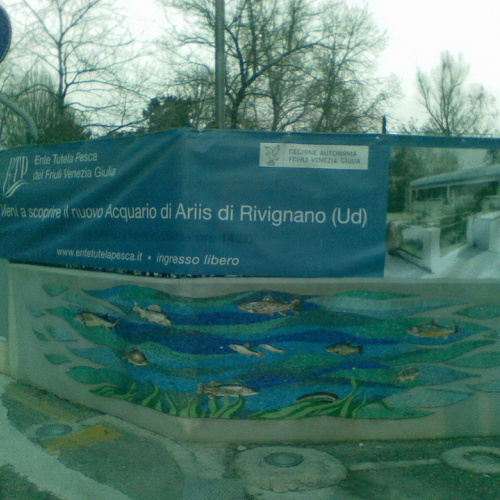 Ente Tutela Pesca
del Friuli Venezia Giulia
REGIONE AUTONOMA
FRIULI VENEZIA GIULIA
Vieni a scoprire il nuovo Acquario di Ariis di Rivignano (Ud)
www.entetutelapesca.it • ingresso libero